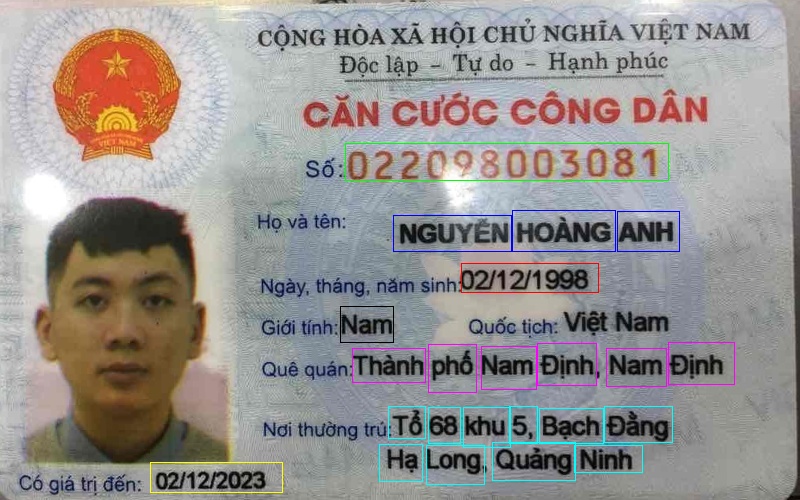 CỘNG HÒA XÃ HỘI CHỦ NGHĨA VIỆT NAM
Độc lập - Tự do - Hạnh phúc
CĂN CƯỚC CÔNG DÂN
Số: 022098003081
Họ và tên: NGUYỄN HOÀNG ANH
Ngày, tháng, năm sinh: 02/12/1998
Giới tính: Nam Quốc tịch: Việt Nam
Quê quán: Thành phố Nam Định, Nam Định
Nơi thường trú: Tổ 68 khu 5, Bạch Đằng
Hạ Long, Quảng Ninh
Có giá trị đến: 02/12/2023
VIỆT NAM